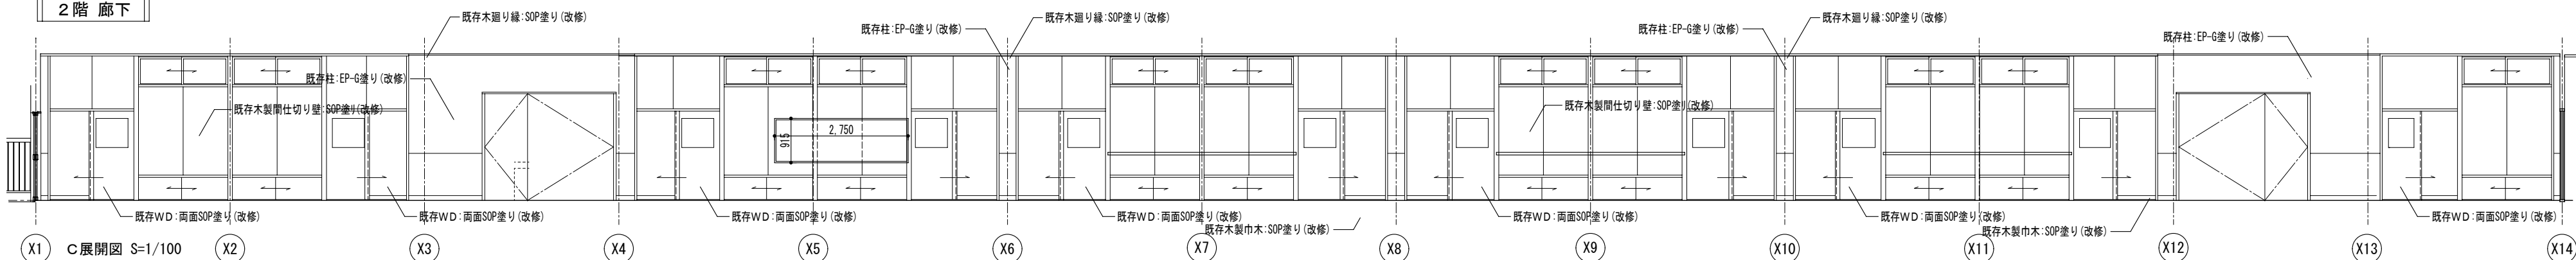 2階 廊下
既存木廻り縁:SOP塗り(改修)
既存柱:EP-G塗り(改修)
既存木廻り縁:SOP塗り(改修)
既存柱:EP-G塗り(改修)
既存木廻り縁:SOP塗り(改修)
既存柱:EP-G塗り(改修)
既存柱:EP-G塗り(改修)
既存木製間仕切り壁:SOP塗り(改修)
既存木製間仕切り壁:SOP塗り(改修)
2,750
915
既存WD:両面SOP塗り(改修)
既存WD:両面SOP塗り(改修)
既存WD:両面SOP塗り(改修)
既存WD:両面SOP塗り(改修)
既存木製巾木:SOP塗り(改修)
既存WD:両面SOP塗り(改修)
既存WD:両面SOP塗り(改修)
既存木製巾木:SOP塗り(改修)
既存WD:両面SOP塗り(改修)
X1
C展開図 S=1/100
X2
X3
X4
X5
X6
X7
X8
X9
X10
X11
X12
X13
X14